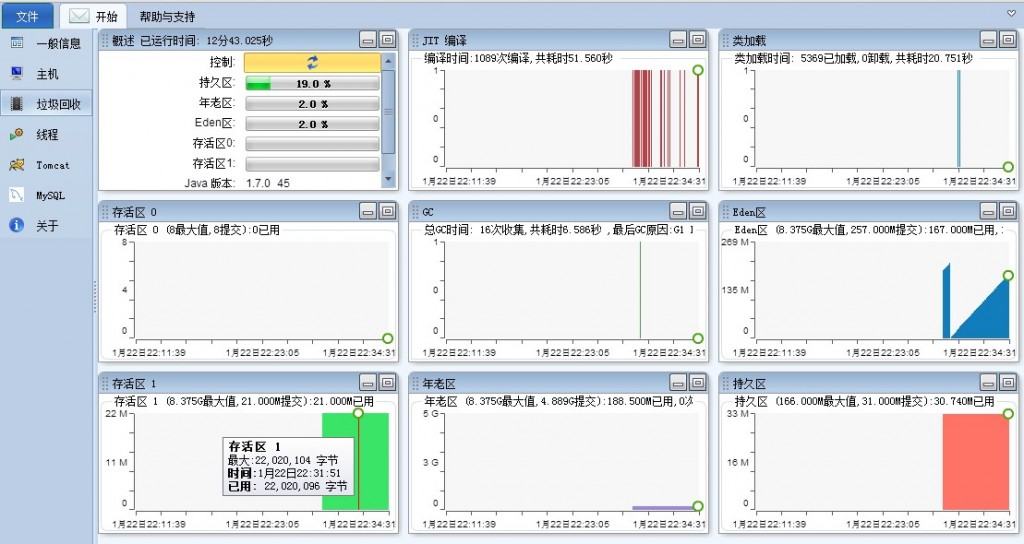 文件
开始
帮助与支持
一般信息
主机
垃圾回收
线程
Tomcat
MySQL
关于
概述 已运行时间: 12分43.025秒
控制:
持久区: 19.0 %
年老区: 2.0 %
Eden区: 2.0 %
存活区0:
存活区1:
Java 版本: 1.7.0_45
JIT 编译
编译时间:1089次编译,共耗时51.560秒
1
0
1月22日22:11:39 1月22日22:23:05 1月22日22:34:31
类加载
类加载时间: 5369已加载,0卸载,共耗时20.751秒
1
0
1月22日22:11:39 1月22日22:23:05 1月22日22:34:31
存活区 0
存活区 0 (8最大值,8提交):0已用
8
4
0
1月22日22:11:39 1月22日22:23:05 1月22日22:34:31
GC
总GC时间: 16次收集,共耗时6.586秒 ,最后GC原因:G1
1
0
1月22日22:11:39 1月22日22:23:05 1月22日22:34:31
Eden区
Eden区 (8.375G最大值,257.000M提交):167.000M已用,
269 M
135 M
0
1月22日22:11:39 1月22日22:23:05 1月22日22:34:31
存活区 1
存活区 1 (8.375G最大值,21.000M提交):21.000M已用
22 M
11 M
0
存活区 1
最大:22,020,104 字节
时间:1月22日22:31:51
已用: 22,020,096 字节
1月22日22:11:39 1月22日22:23:05 1月22日22:34:31
年老区
年老区 (8.375G最大值,4.889G提交):188.500M已用,0次
5 G
3 G
0
1月22日22:11:39 1月22日22:23:05 1月22日22:34:31
持久区
持久区 (166.000M最大值,31.000M提交):30.740M已用
33 M
16 M
0
1月22日22:11:39 1月22日22:23:05 1月22日22:34:31